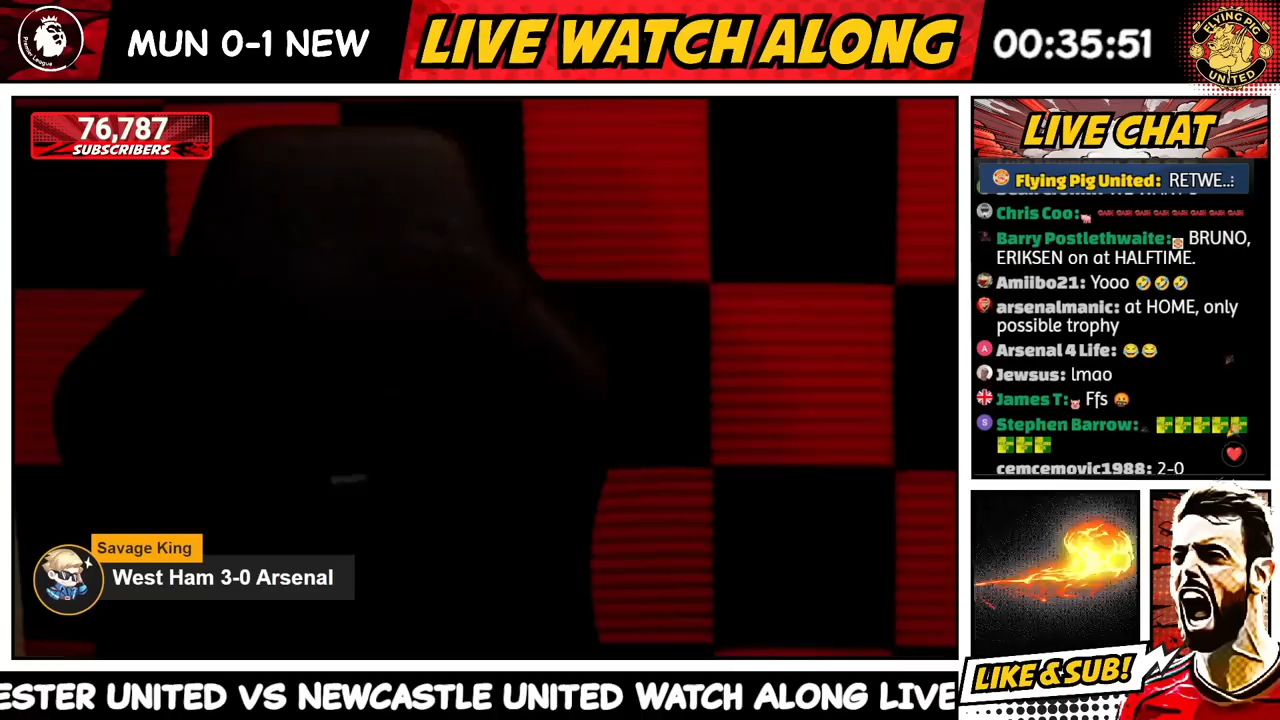 Premier League
MUN 0-1 NEW
LIVE WATCH ALONG
00:35:51
FLYING PIG
UNITED
76,787
SUBSCRIBERS
LIVE CHAT
Flying Pig United: RETWE..:
Chris Coo:
Barry Postlethwaite: BRUNO,
ERIKSEN on at HALFTIME.
Amiibo21: Yooo 🤣🤣🤣
arsenalmanic: at HOME, only
possible trophy
A Arsenal 4 Life: 😂😂
Jewsus: lmao
James T: Ffs 🤬
S Stephen Barrow:
cemcemovic1988: 2-0
Savage King
West Ham 3-0 Arsenal
LIKE & SUB!
ESTER UNITED VS NEWCASTLE UNITED WATCH ALONG LIVE